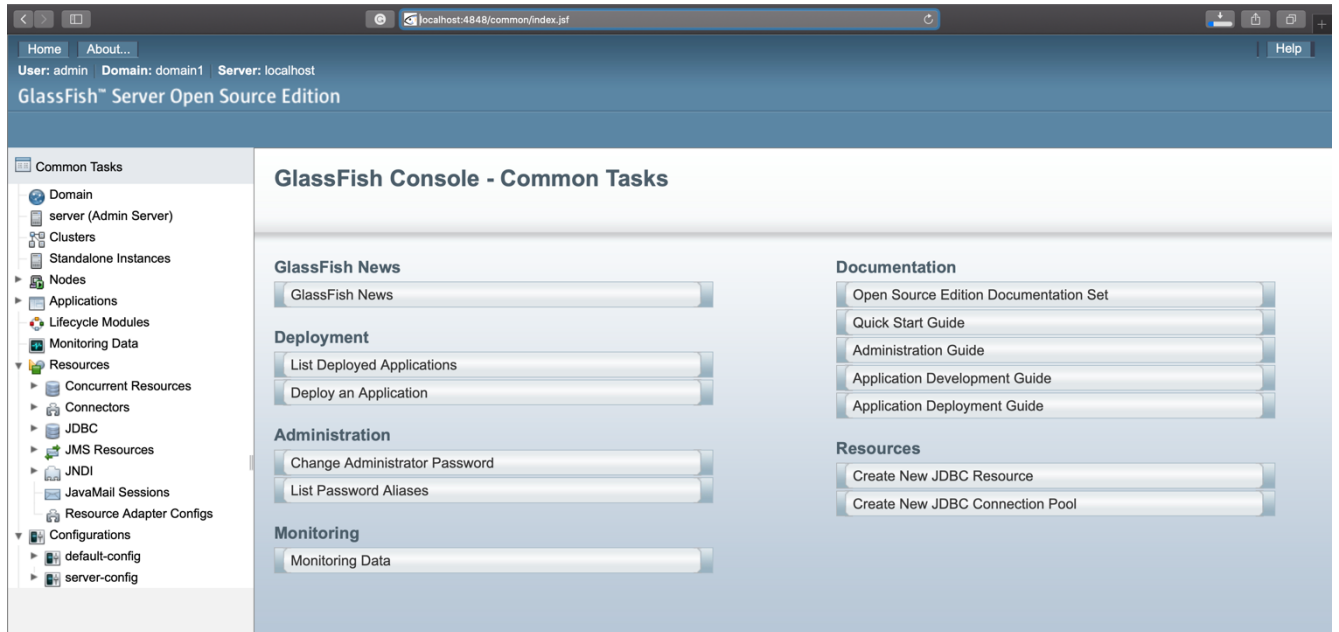 localhost:4848/common/index.jsf
Home About... Help
User: admin Domain: domain1 Server: localhost
GlassFish™ Server Open Source Edition
Common Tasks
Domain
server (Admin Server)
Clusters
Standalone Instances
Nodes
Applications
Lifecycle Modules
Monitoring Data
Resources
Concurrent Resources
Connectors
JDBC
JMS Resources
JNDI
JavaMail Sessions
Resource Adapter Configs
Configurations
default-config
server-config
GlassFish Console - Common Tasks
GlassFish News
GlassFish News
Deployment
List Deployed Applications
Deploy an Application
Administration
Change Administrator Password
List Password Aliases
Monitoring
Monitoring Data
Documentation
Open Source Edition Documentation Set
Quick Start Guide
Administration Guide
Application Development Guide
Application Deployment Guide
Resources
Create New JDBC Resource
Create New JDBC Connection Pool